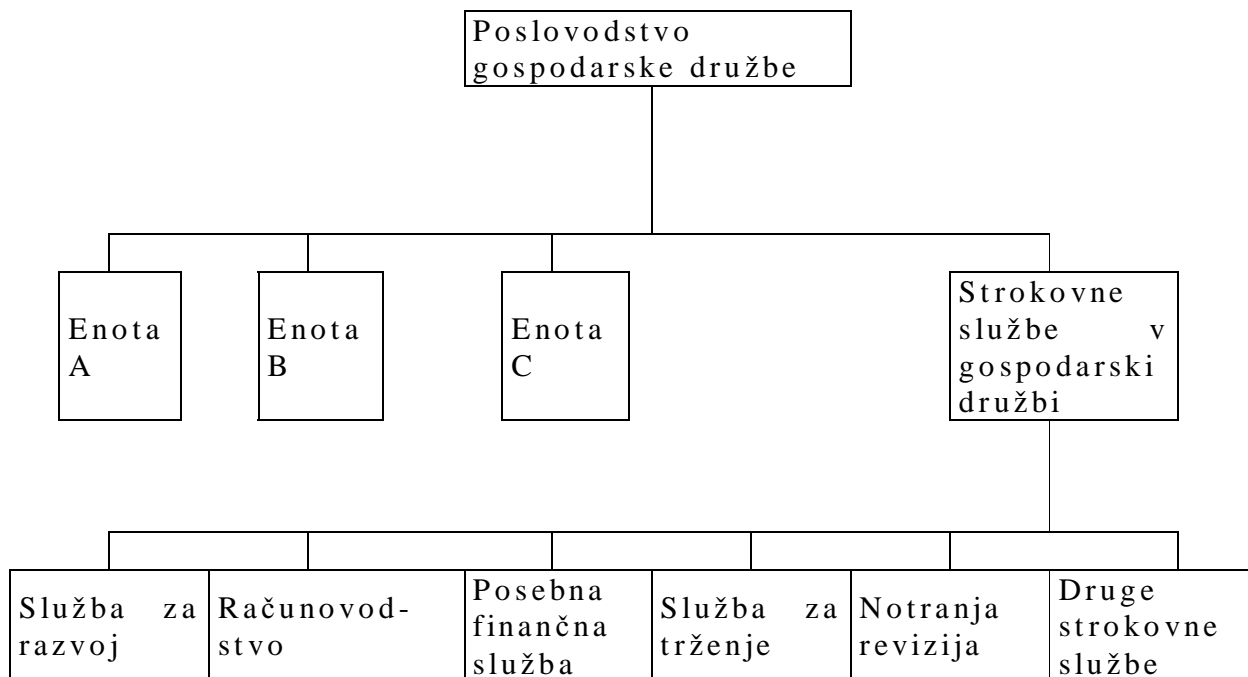 Poslovodstvo
gospodarske družbe
Enota
A
Enota
B
Enota
C
Strokovne
službe v
gospodarski
družbi
Služba za
razvoj
Računovod-
stvo
Posebna
finančna
služba
Služba za
trženje
Notranja
revizija
Druge
strokovne
službe